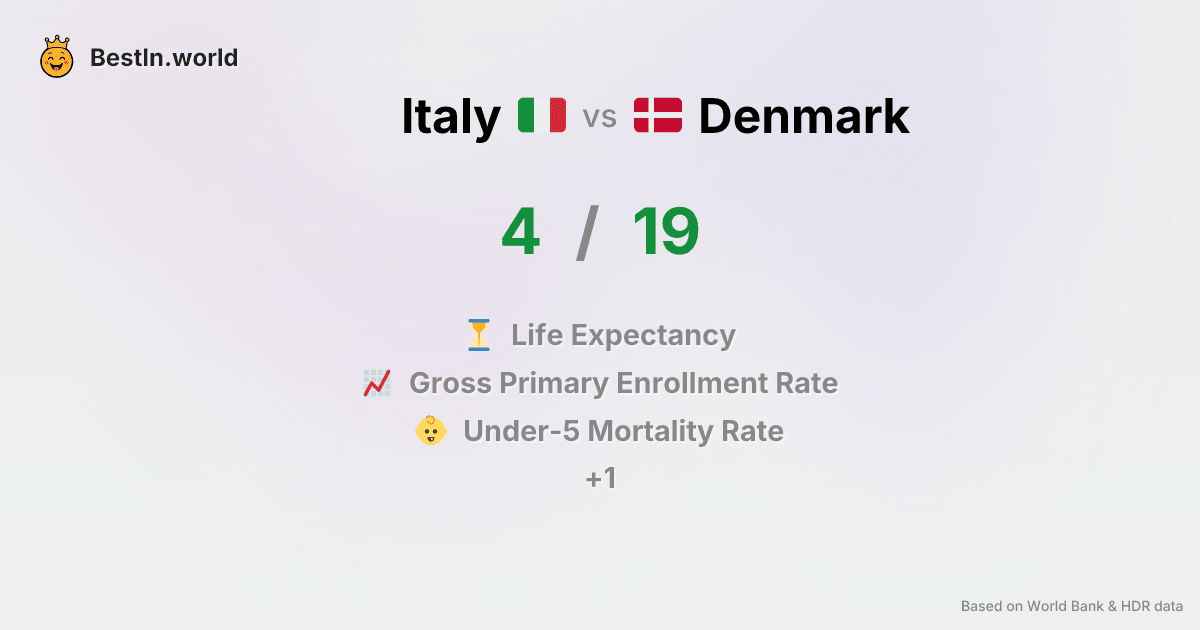 BestIn.world
Italy vs Denmark
4 / 19
Life Expectancy
Gross Primary Enrollment Rate
Under-5 Mortality Rate
+1
Based on World Bank & HDR data